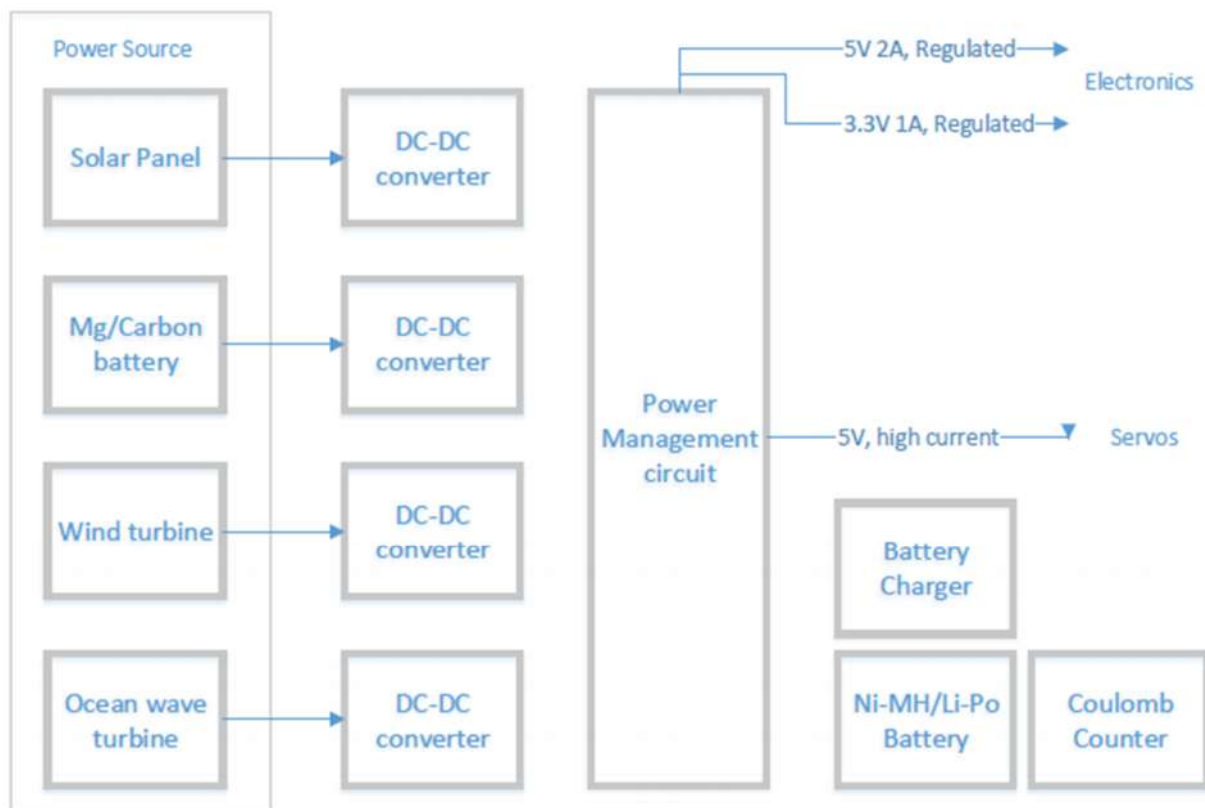 Power Source
5V 2A, Regulated
Electronics
3.3V 1A, Regulated
Solar Panel
DC-DC
converter
Mg/Carbon
battery
DC-DC
converter
Power
Management
circuit
5V, high current
Servos
Wind turbine
DC-DC
converter
Battery
Charger
Ocean wave
turbine
DC-DC
converter
Ni-MH/Li-Po
Battery
Coulomb
Counter